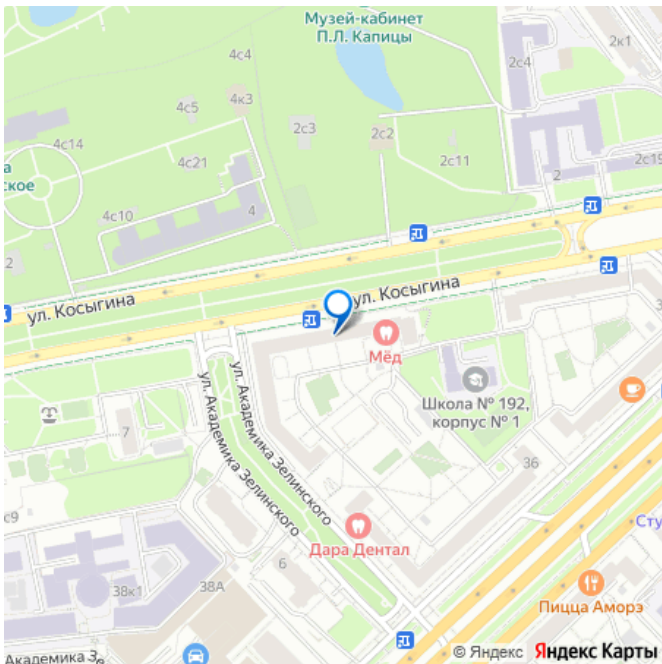 Музей-кабинет
П.Л. Капицы
2к1
4с4
2с4
4к3
4с5
2с3
2с2
4с14
4с21
2с11
2с19
2
ское
4с10
4
2
ул. Косыгина
ул. Косыгина
Мёд
ул. Академика Зелинского
ул. Академика Зелинского
Школа № 192,
корпус № 1
7
36
с9
Дара Дентал
6
38к1
38А
Сту
Пицца Аморэ
Академика Зе
© Яндекс Яндекс Карты